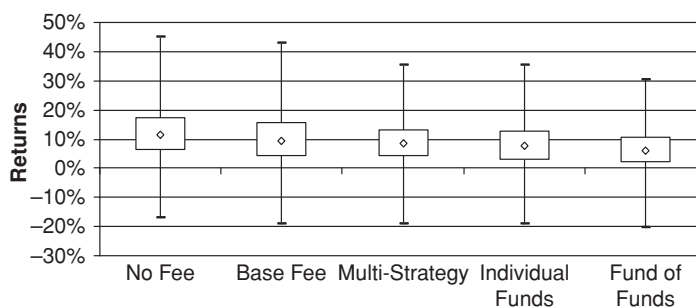 50%
40%
30%
20%
10%
0%
–10%
–20%
–30%
Returns
No Fee
Base Fee
Multi-Strategy
Individual
Funds
Fund of
Funds